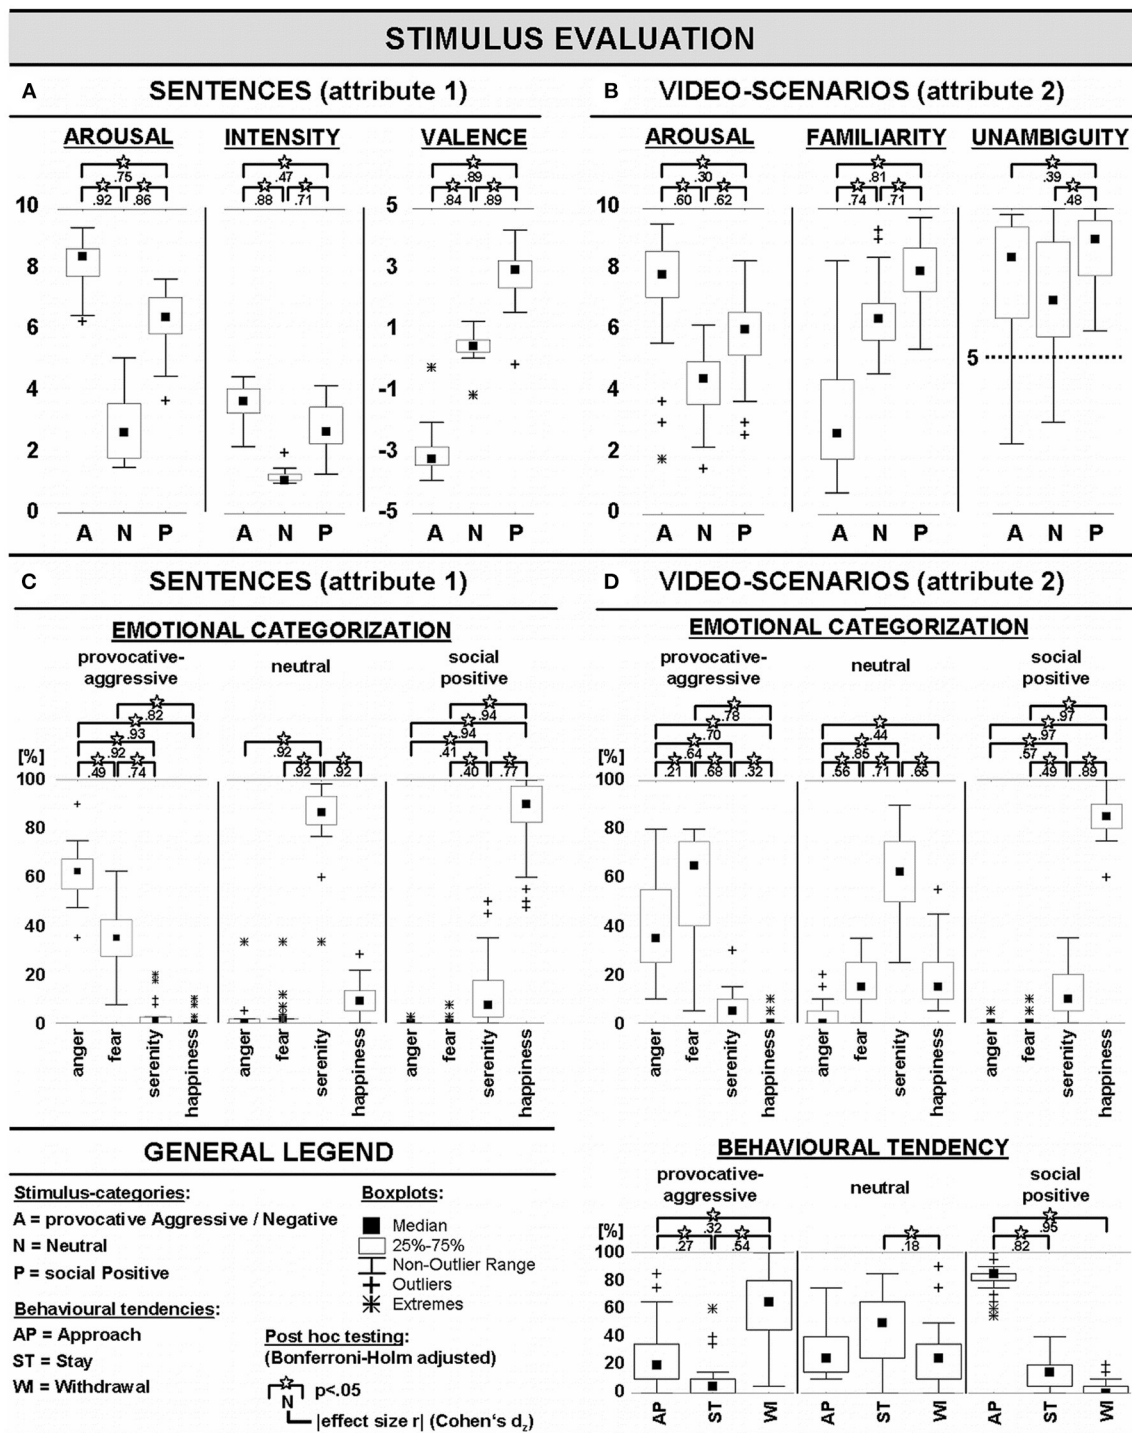 STIMULUS EVALUATION
A SENTENCES (attribute 1)
AROUSAL INTENSITY VALENCE
.75 .47 .89
.92 .86 .88 .71 .84 .89
10 5
8 3
6 1
4 -1
2 -3
0 -5
A N P A N P A N P
B VIDEO-SCENARIOS (attribute 2)
AROUSAL FAMILIARITY UNAMBIGUITY
.30 .81 .39
.60 .62 .74 .71 .48
10
8
6
5
4
2
0
A N P A N P A N P
C SENTENCES (attribute 1)
EMOTIONAL CATEGORIZATION
provocative-
aggressive
neutral
social
positive
.82 .94
.93 .94
.92 .92 .41
.49 .74 .92 .92 .40 .77
[%]
100
80
60
40
20
0
anger fear serenity happiness anger fear serenity happiness anger fear serenity happiness
D VIDEO-SCENARIOS (attribute 2)
EMOTIONAL CATEGORIZATION
provocative-
aggressive
neutral
social
positive
.78 .97
.70 .44 .97
.64 .65 .57
.21 .68 .32 .56 .71 .65 .49 .89
[%]
100
80
60
40
20
0
anger fear serenity happiness anger fear serenity happiness anger fear serenity happiness
GENERAL LEGEND
Stimulus-categories:
A = provocative Aggressive / Negative
N = Neutral
P = social Positive
Behavioural tendencies:
AP = Approach
ST = Stay
WI = Withdrawal
Boxplots:
Median
25%-75%
Non-Outlier Range
Outliers
Extremes
Post hoc testing:
(Bonferroni-Holm adjusted)
p<.05
N
|effect size r| (Cohen's dz)
BEHAVIOURAL TENDENCY
provocative-
aggressive
neutral
social
positive
.32 .95
.27 .54 .18 .82
[%]
100
80
60
40
20
0
AP ST WI AP ST WI AP ST WI